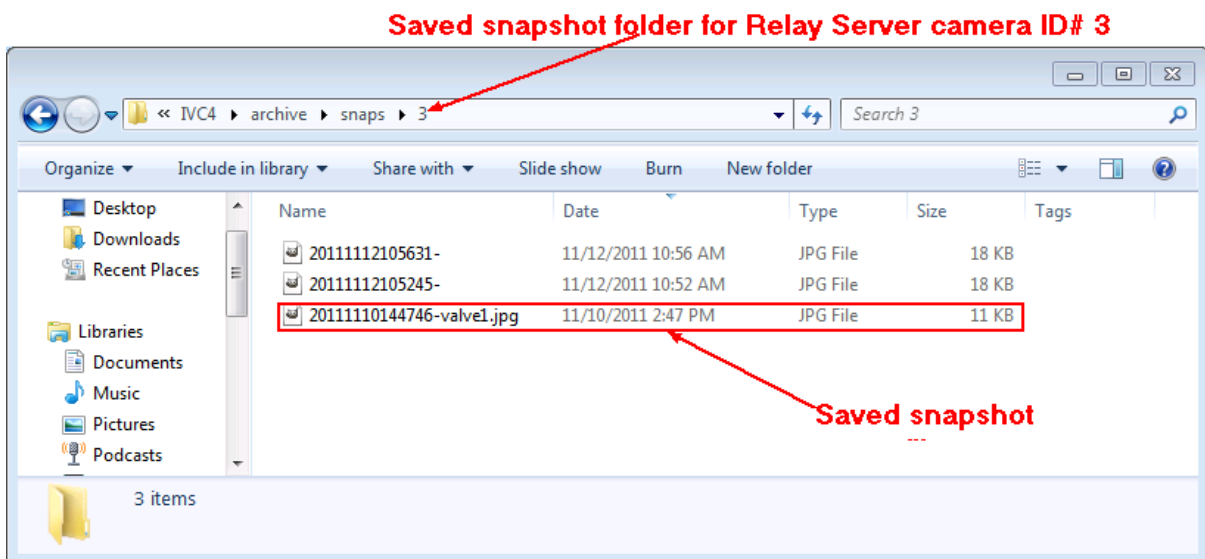 Saved snapshot folder for Relay Server camera ID# 3
« IVC4 archive snaps 3 Search 3
Organize Include in library Share with Slide show Burn New folder
Desktop
Downloads
Recent Places
Libraries
Documents
Music
Pictures
Podcasts
Name Date Type Size Tags
20111112105631- 11/12/2011 10:56 AM JPG File 18 KB
20111112105245- 11/12/2011 10:52 AM JPG File 18 KB
20111110144746-valve1.jpg 11/10/2011 2:47 PM JPG File 11 KB
Saved snapshot
3 items